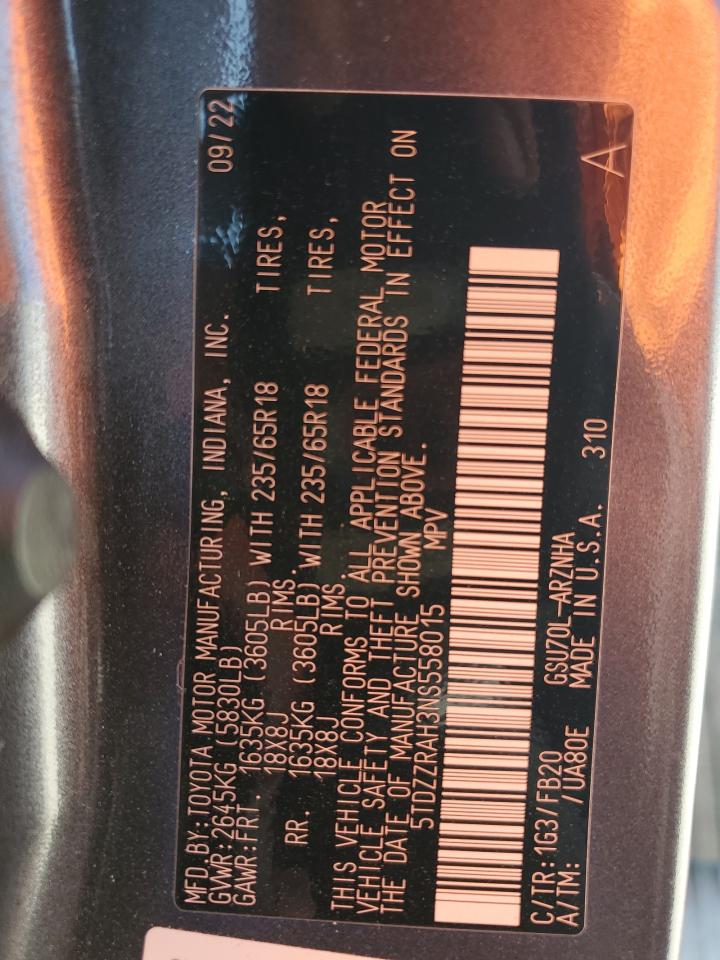 MFD.BY:TOYOTA MOTOR MANUFACTURING, INDIANA, INC. 09/22
GVWR:2645KG (5830LB)
GAWR:FRT. 1635KG (3605LB) WITH 235/65R18 TIRES,
18X8J RIMS
RR. 1635KG (3605LB) WITH 235/65R18 TIRES,
18X8J RIMS.
THIS VEHICLE CONFORMS TO ALL APPLICABLE FEDERAL MOTOR
VEHICLE SAFETY AND THEFT PREVENTION STANDARDS IN EFFECT ON
THE DATE OF MANUFACTURE SHOWN ABOVE.
5TDZZRAH3NS558015 MPV
C/TR:1G3/FB20 GSU70L-ARZNHA
A/TM: /UA80E MADE IN U.S.A. 310 A